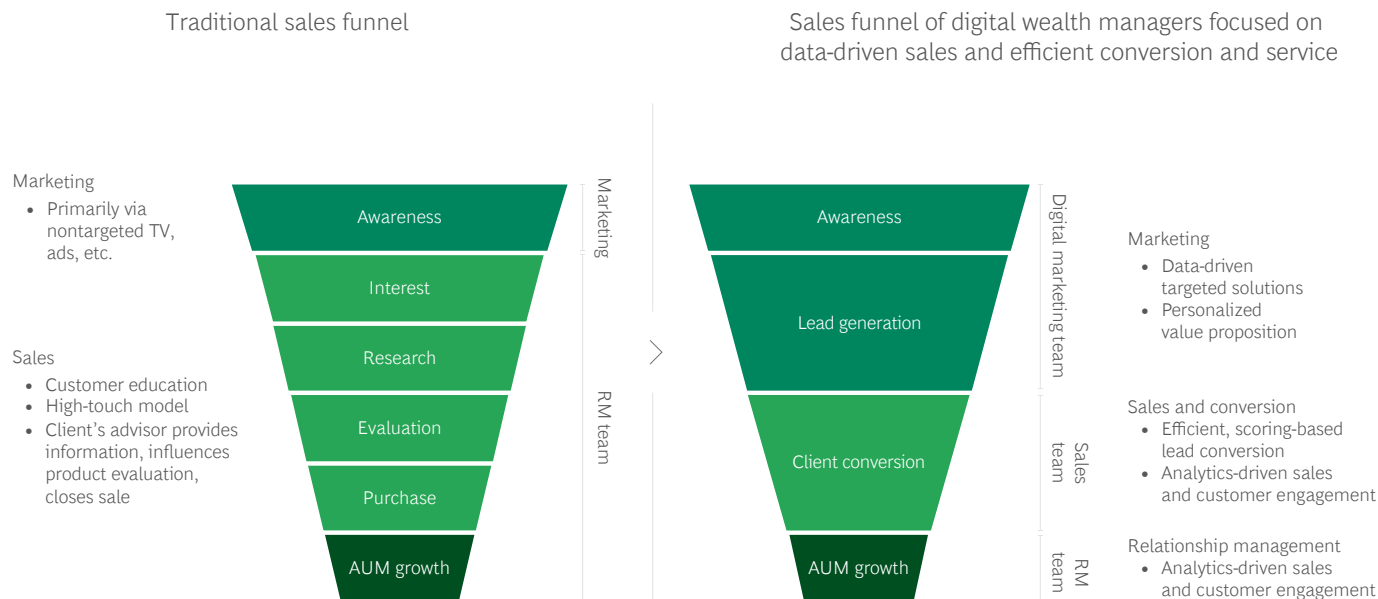 Traditional sales funnel
Marketing
• Primarily via
nontargeted TV,
ads, etc.
Sales
• Customer education
• High-touch model
• Client’s advisor provides
information, influences
product evaluation,
closes sale
Awareness
Interest
Research
Evaluation
Purchase
AUM growth
Marketing
RM team
Sales funnel of digital wealth managers focused on
data-driven sales and efficient conversion and service
Awareness
Lead generation
Client conversion
AUM growth
Digital marketing team
Sales
team
RM
team
Marketing
• Data-driven
targeted solutions
• Personalized
value proposition
Sales and conversion
• Efficient, scoring-based
lead conversion
• Analytics-driven sales
and customer engagement
Relationship management
• Analytics-driven sales
and customer engagement